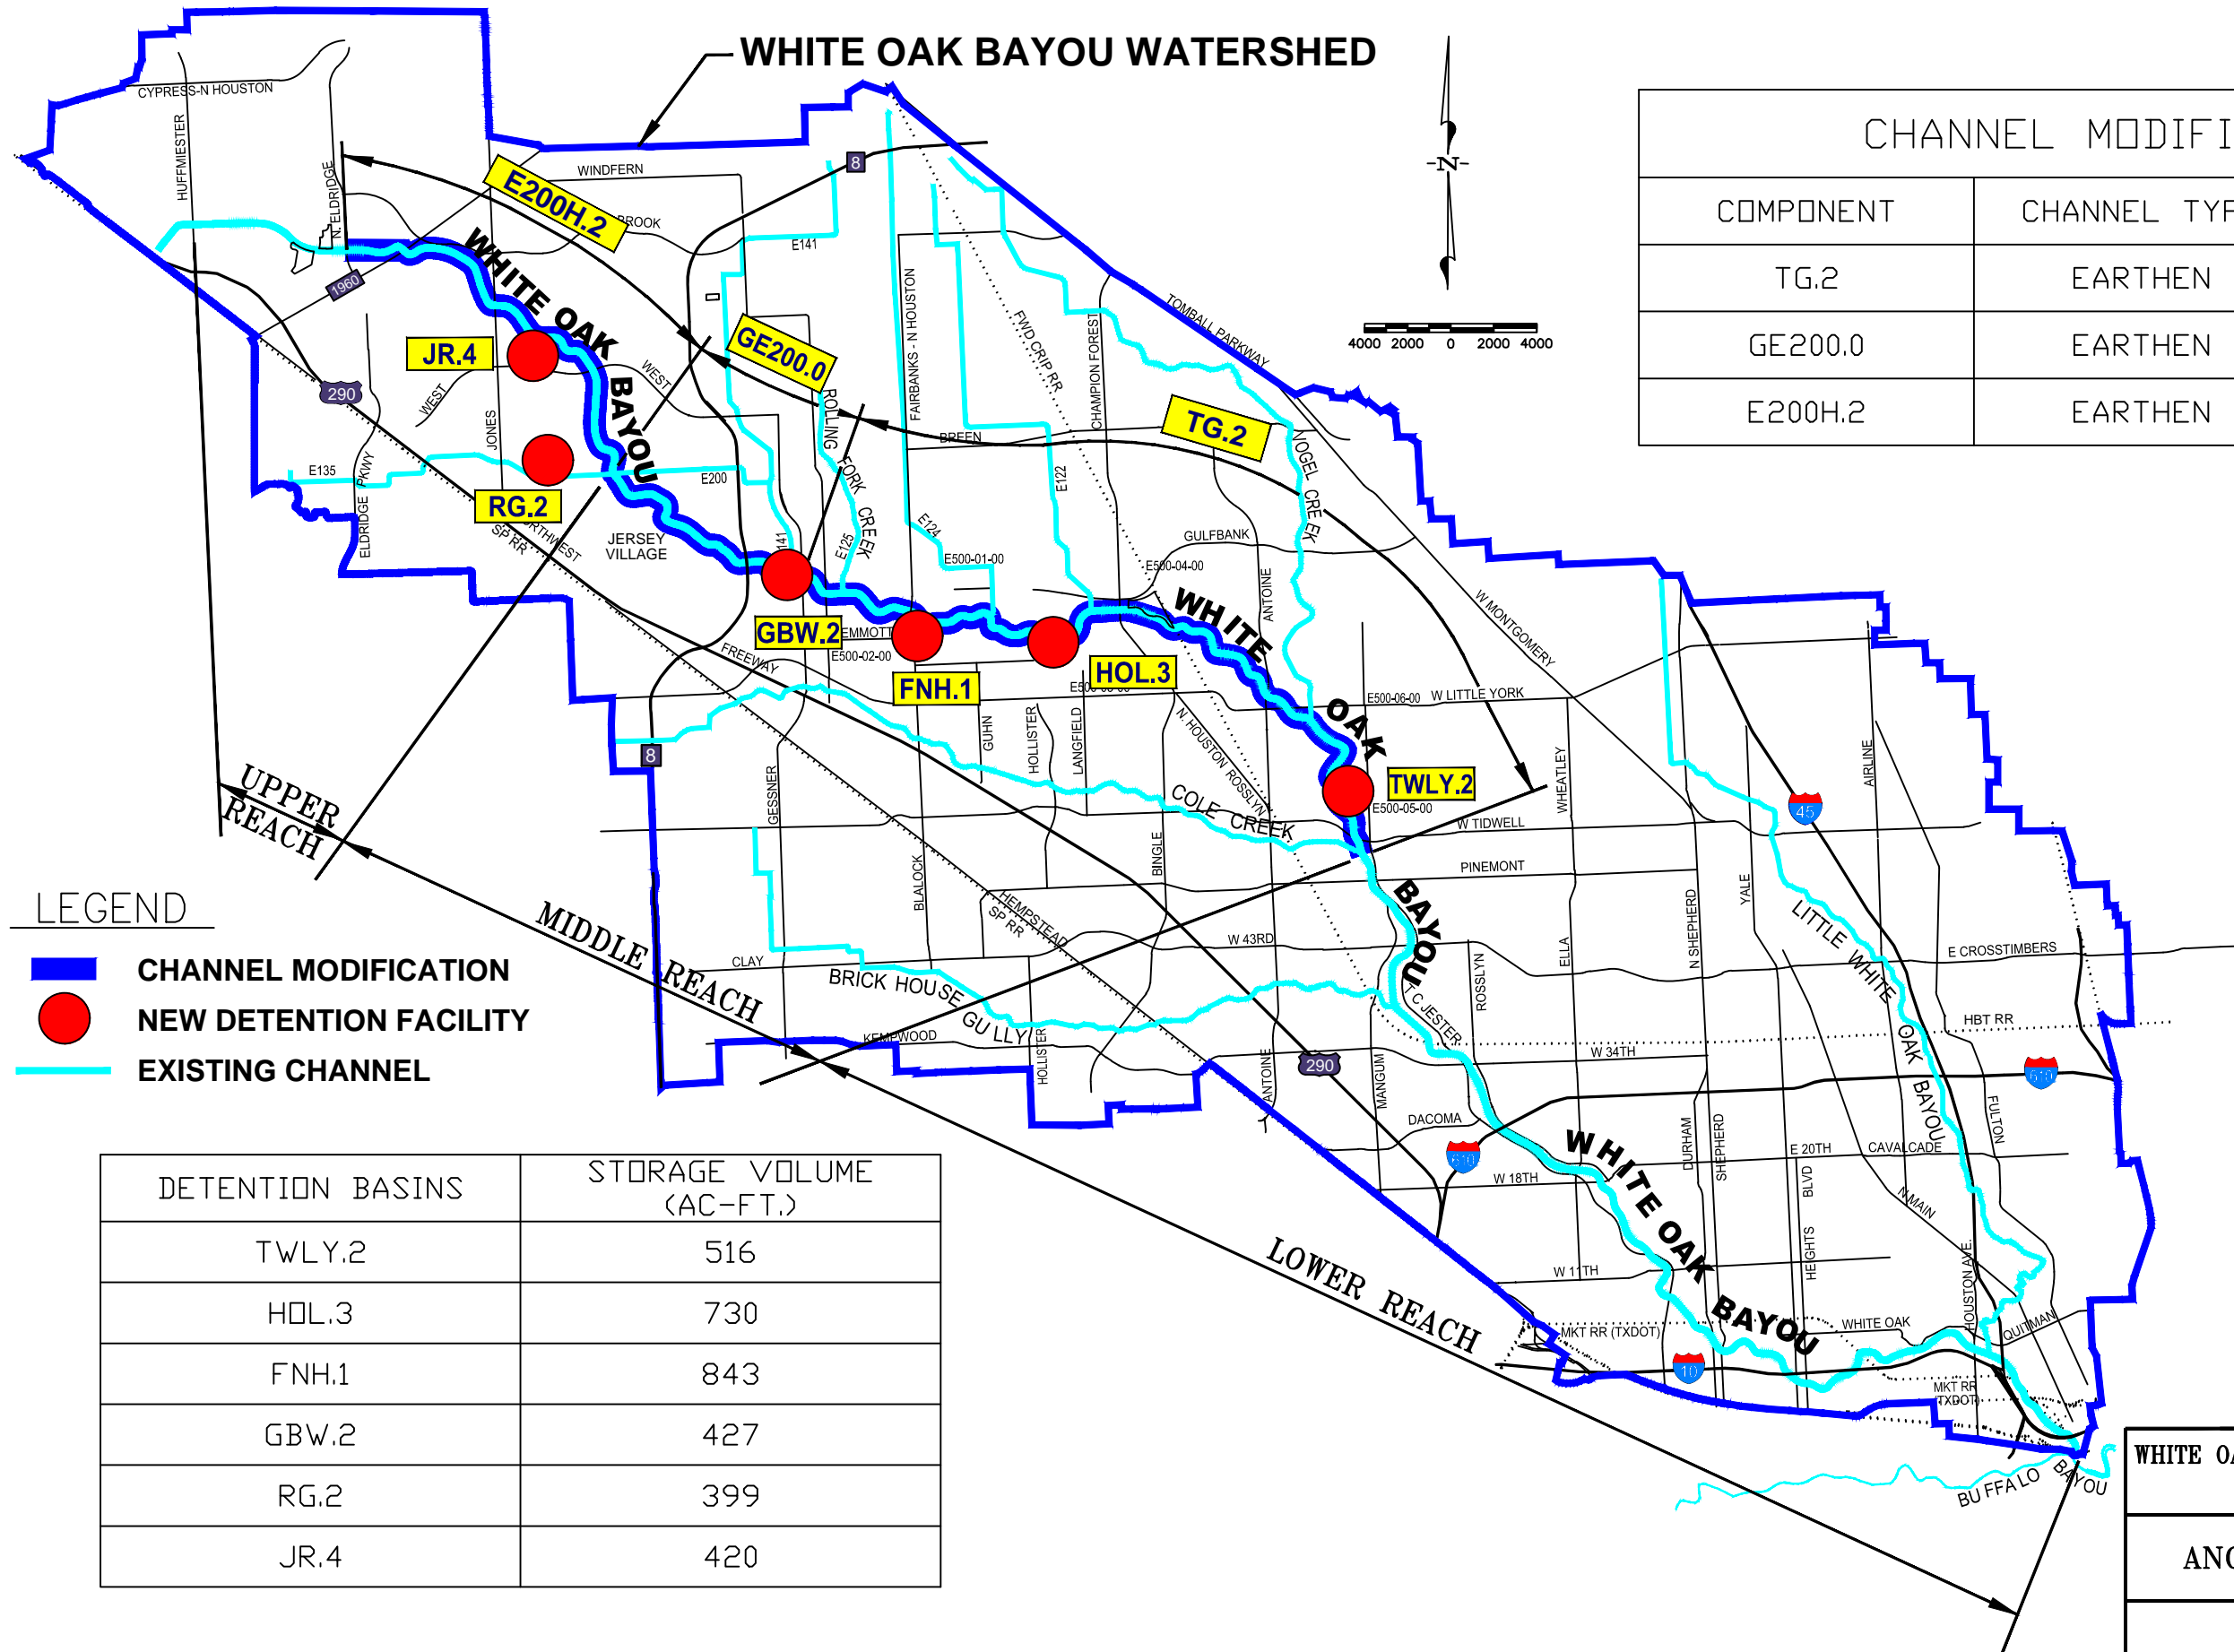 WHITE OAK BAYOU WATERSHED
CYPRESS-N HOUSTON
HUFFMIESTER
N. ELDRIDGE
WINDFERN
8
E200H.2
BROOK
E141
-N-
4000 2000 0 2000 4000
CHANNEL MODIFI
COMPONENT CHANNEL TYP
TG.2 EARTHEN
GE200.0 EARTHEN
E200H.2 EARTHEN
1960
WHITE OAK
BAYOU
JR.4
GE200.0
FAIRBANKS - N HOUSTON
FWD CRIP RR
CHAMPION FOREST
TOMBALL PARKWAY
290
WEST
WEST
JONES
ROLLING
FORK
CREEK
BREEN
TG.2
VOGEL CREEK
E135
ELDRIDGE PKWY
RG.2
E200
E122
E124
E125
141
NORTHWEST
SP RR
JERSEY
VILLAGE
E500-01-00
GULFBANK
E500-04-00
ANTOINE
W MONTGOMERY
WHITE
OAK
BAYOU
GBW.2
EMMOTT
E500-02-00
FREEWAY
FNH.1
HOL.3
E500-06-00
W LITTLE YORK
8
GESSNER
GUHN
HOLLISTER
LANGFIELD
N. HOUSTON ROSSLYN
TWLY.2
E500-05-00
WHEATLEY
AIRLINE
45
UPPER
REACH
COLE CREEK
W TIDWELL
BLALOCK
BINGLE
PINEMONT
N SHEPHERD
YALE
HEMPSTEAD
SP RR
W 43RD
ELLA
ROSSLYN
LITTLE WHITE OAK BAYOU
E CROSSTIMBERS
MIDDLE REACH
CLAY
BRICK HOUSE
GULLY
KEMPWOOD
HOLLISTER
T C JESTER
HBT RR
W 34TH
290
610
ANTOINE
MANGUM
DACOMA
610
DURHAM
SHEPHERD
E 20TH
CAVALCADE
FULTON
W 18TH
BLVD
HEIGHTS
N MAIN
WHITE OAK
BAYOU
W 11TH
HOUSTON AVE.
LOWER REACH
MKT RR (TXDOT)
WHITE OAK
QUITMAN
10
MKT RR
(TXDOT)
BUFFALO BAYOU
LEGEND
CHANNEL MODIFICATION
NEW DETENTION FACILITY
EXISTING CHANNEL
DETENTION BASINS STORAGE VOLUME
(AC-FT.)
TWLY.2 516
HOL.3 730
FNH.1 843
GBW.2 427
RG.2 399
JR.4 420
WHITE OA